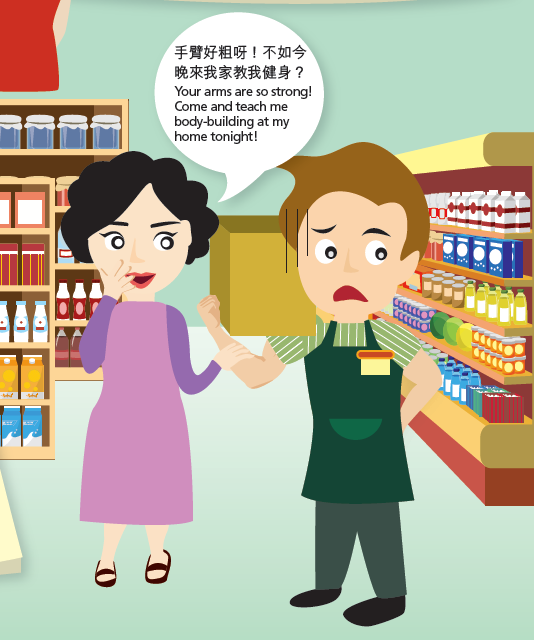 手臂好粗呀！不如今
晚來我家教我健身？
Your arms are so strong!
Come and teach me
body-building at my
home tonight!